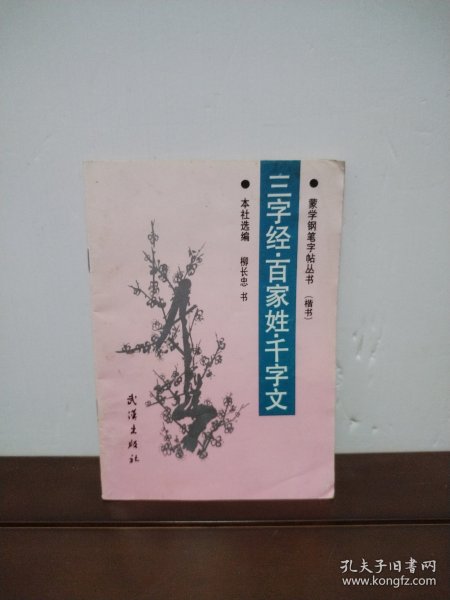 蒙学钢笔字帖丛书(楷书)
三字经·百家姓·千字文
本社选编 柳长忠 书
武汉出版社
孔夫子旧书网
www.kongfz.com